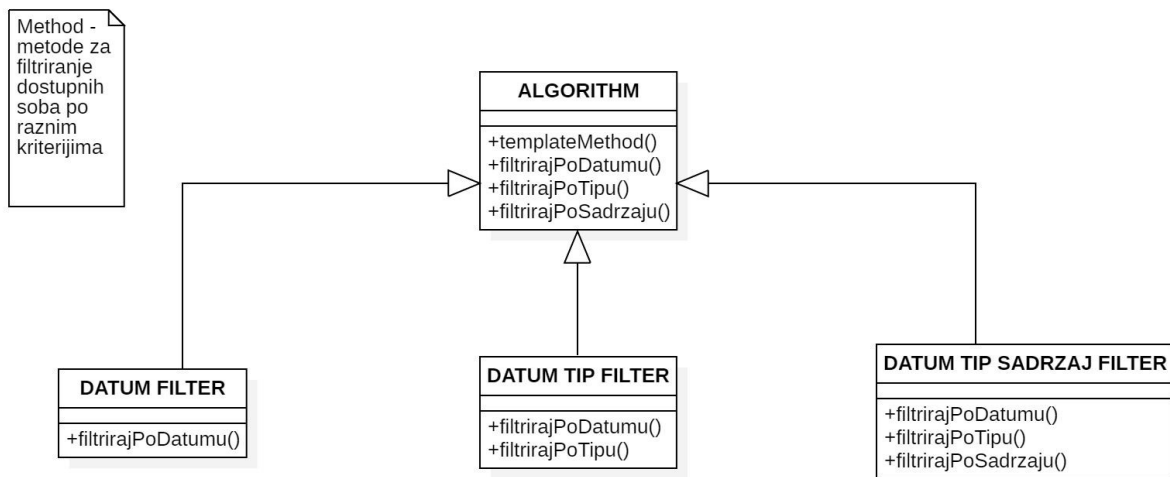 Method -
metode za
filtriranje
dostupnih
soba po
raznim
kriterijima
ALGORITHM
+templateMethod()
+filtrirajPoDatumu()
+filtrirajPoTipu()
+filtrirajPoSadrzaju()
DATUM FILTER
+filtrirajPoDatumu()
DATUM TIP FILTER
+filtrirajPoDatumu()
+filtrirajPoTipu()
DATUM TIP SADRZAJ FILTER
+filtrirajPoDatumu()
+filtrirajPoTipu()
+filtrirajPoSadrzaju()